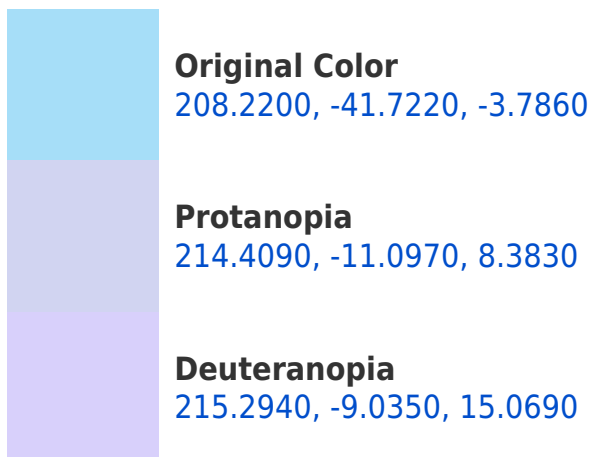 Original Color
208.2200, -41.7220, -3.7860
Protanopia
214.4090, -11.0970, 8.3830
Deuteranopia
215.2940, -9.0350, 15.0690